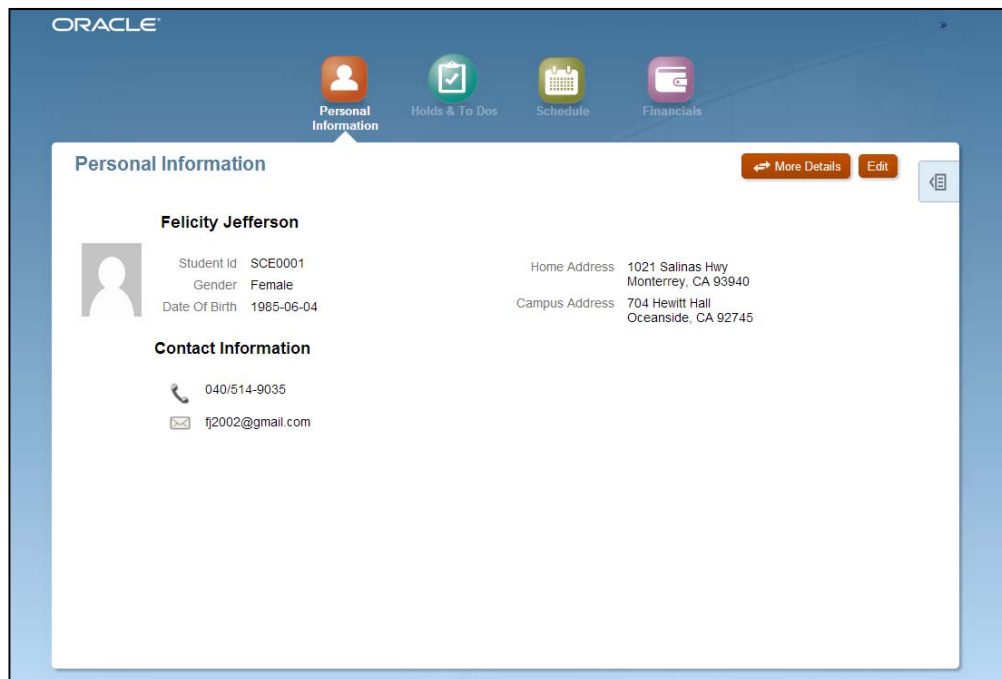 ORACLE
»
Personal
Information
Holds & To Dos
Schedule
Financials
Personal Information
More Details
Edit
Felicity Jefferson
Student Id SCE0001
Gender Female
Date Of Birth 1985-06-04
Home Address 1021 Salinas Hwy
Monterrey, CA 93940
Campus Address 704 Hewitt Hall
Oceanside, CA 92745
Contact Information
040/514-9035
fj2002@gmail.com